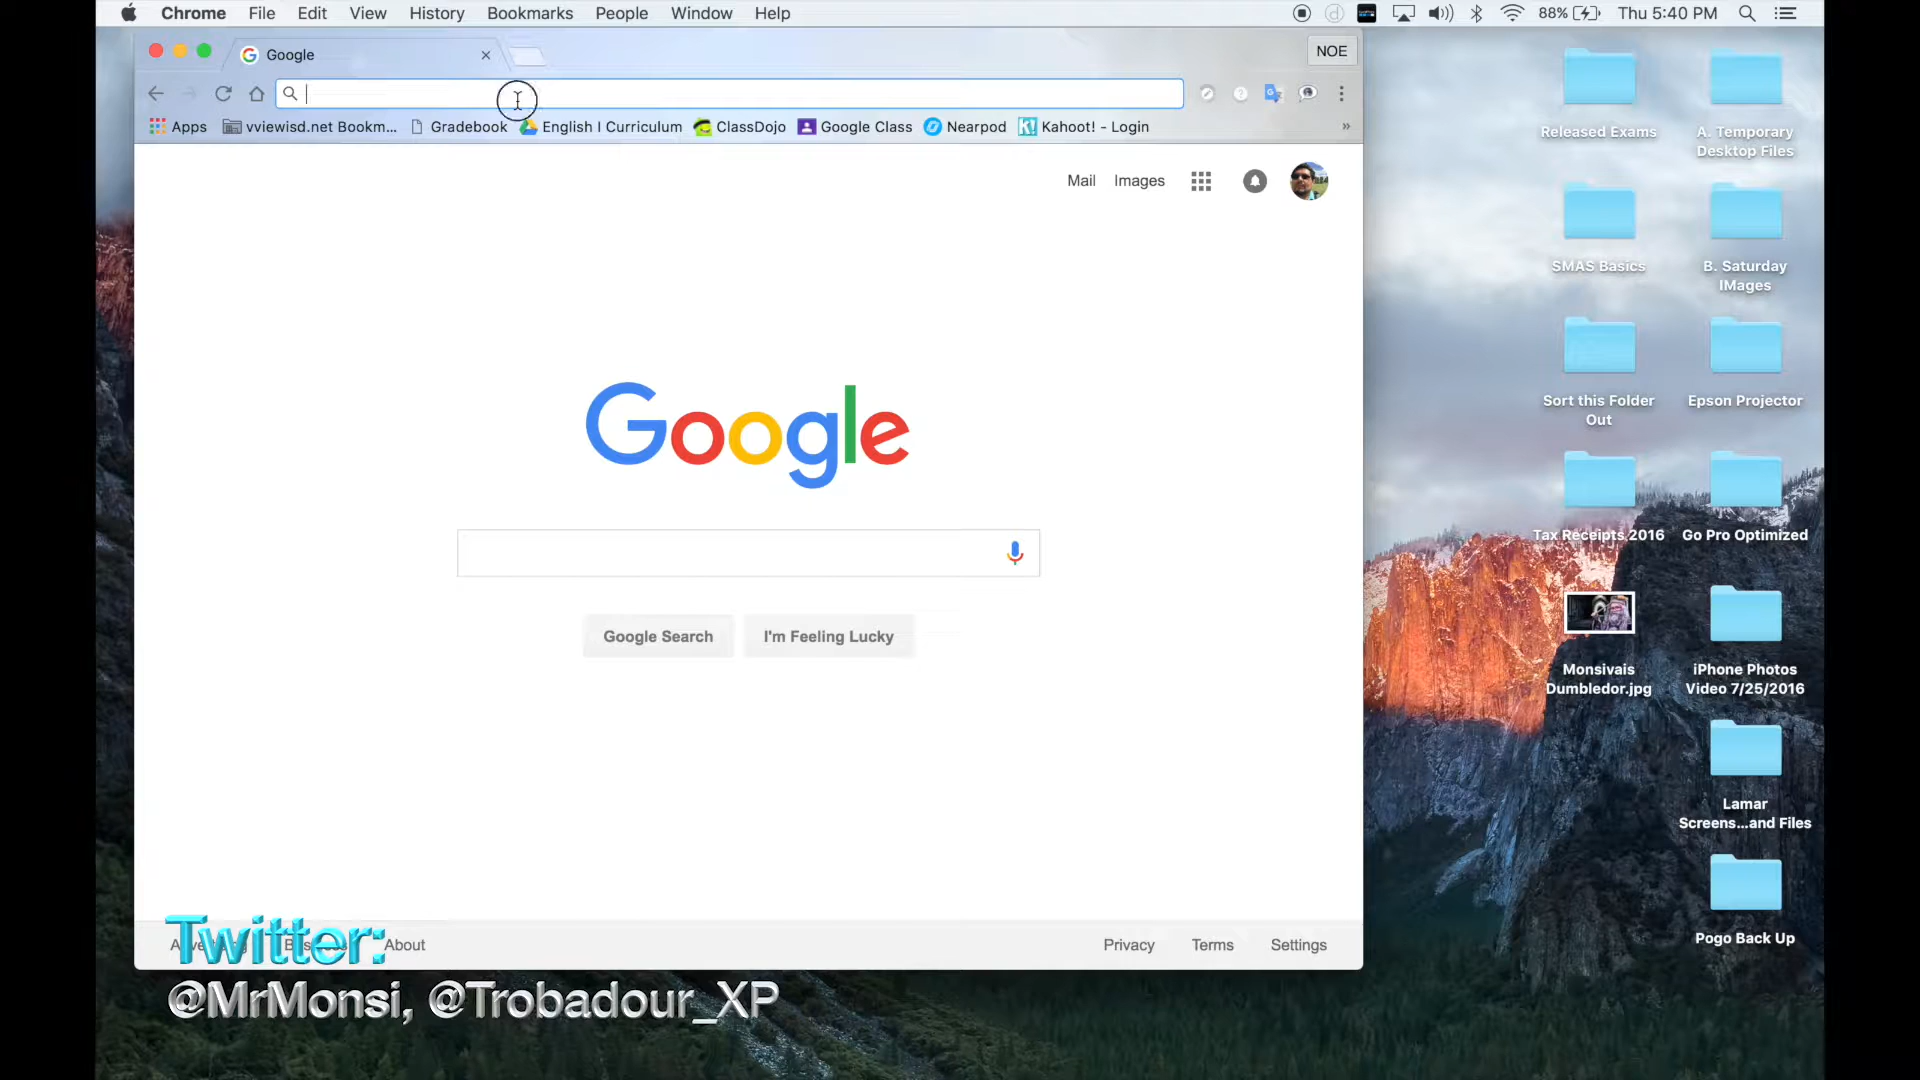 Chrome File Edit View History Bookmarks People Window Help
88% Thu 5:40 PM
Google
NOE
Apps vviewisd.net Bookm... Gradebook English I Curriculum ClassDojo Google Class Nearpod Kahoot! - Login »
Mail Images
Google
Google Search I'm Feeling Lucky
About
Privacy Terms Settings
Twitter:
@MrMonsi, @Trobadour_XP
Released Exams
A. Temporary
Desktop Files
SMAS Basics
B. Saturday
IMages
Sort this Folder
Out
Epson Projector
Tax Receipts 2016
Go Pro Optimized
Monsivais
Dumbledor.jpg
iPhone Photos
Video 7/25/2016
Lamar
Screens...and Files
Pogo Back Up